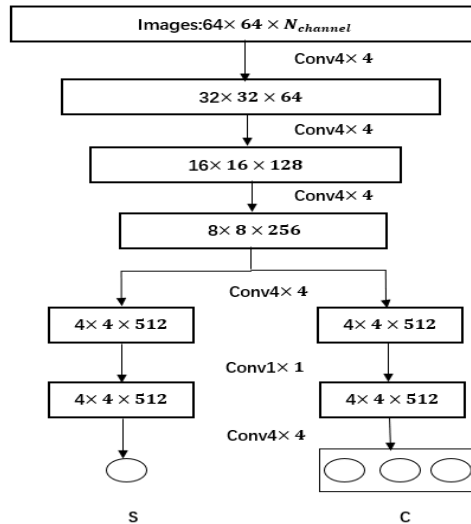 Images:64× 64 × N_channel
Conv4× 4
32× 32 × 64
Conv4× 4
16× 16 × 128
Conv4× 4
8× 8 × 256
Conv4× 4
4× 4 × 512 4× 4 × 512
Conv1× 1
4× 4 × 512 4× 4 × 512
Conv4× 4
S C